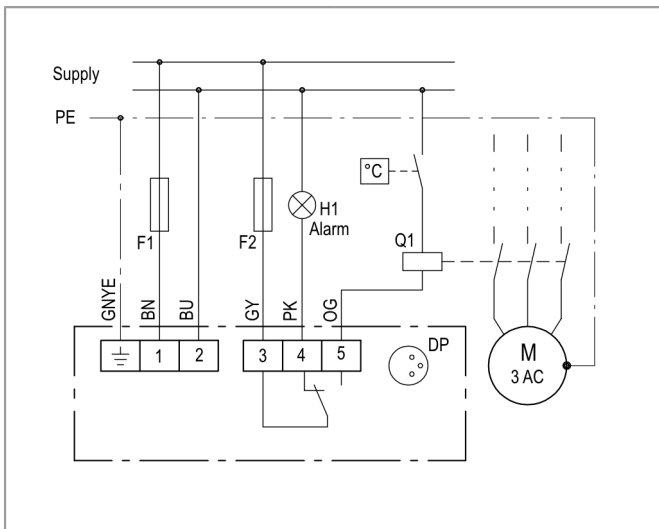 Supply
PE
°C
F1
F2
H1
Alarm
Q1
GNYE
BN
BU
GY
PK
OG
1
2
3
4
5
DP
M
3 AC